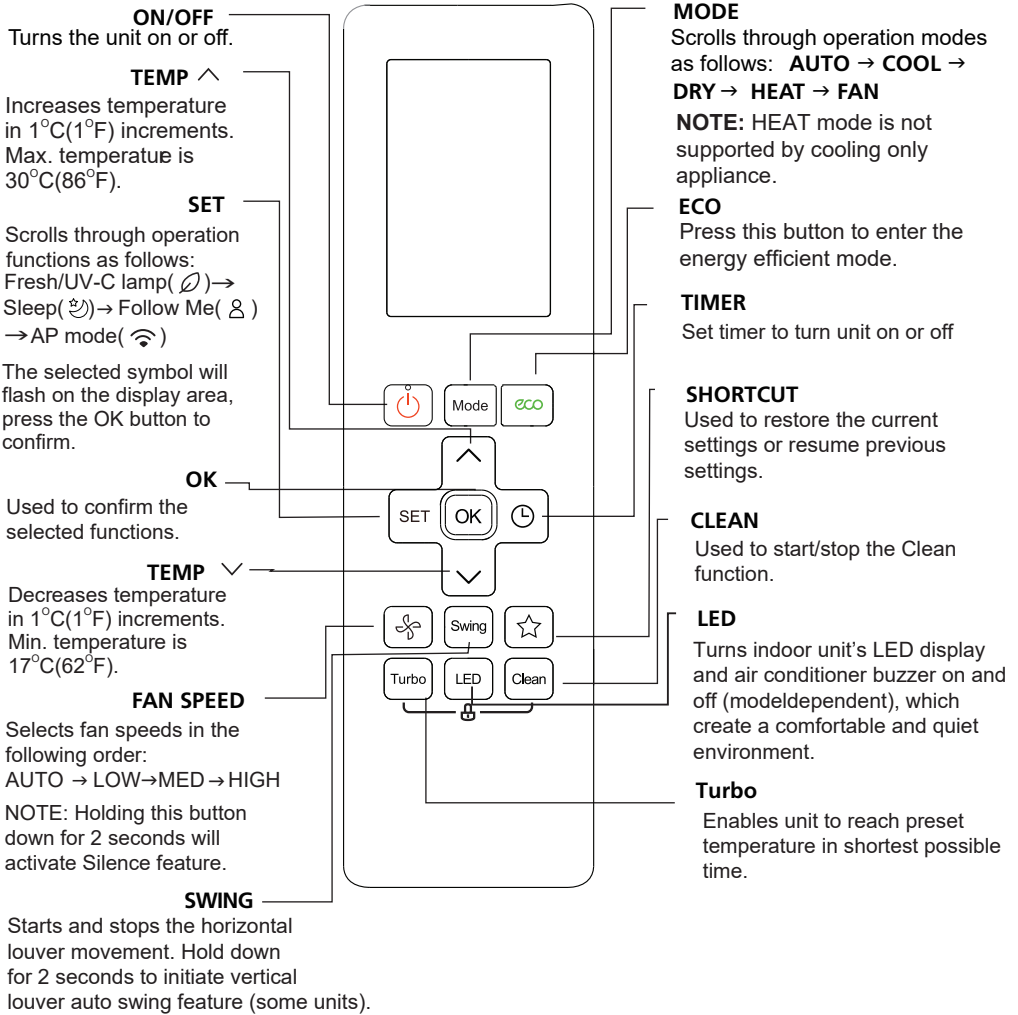 ON/OFF
Turns the unit on or off.
TEMP ^
Increases temperature
in 1°C(1°F) increments.
Max. temperature is
30°C(86°F).
SET
Scrolls through operation
functions as follows:
Fresh/UV-C lamp( )→
Sleep( )→ Follow Me( )
→AP mode( )
The selected symbol will
flash on the display area,
press the OK button to
confirm.
OK
Used to confirm the
selected functions.
TEMP ∨
Decreases temperature
in 1°C(1°F) increments.
Min. temperature is
17°C(62°F).
FAN SPEED
Selects fan speeds in the
following order:
AUTO → LOW→MED→HIGH
NOTE: Holding this button
down for 2 seconds will
activate Silence feature.
SWING
Starts and stops the horizontal
louver movement. Hold down
for 2 seconds to initiate vertical
louver auto swing feature (some units).
Mode
eco
SET
OK
Swing
Turbo
LED
Clean
MODE
Scrolls through operation modes
as follows: AUTO → COOL →
DRY → HEAT → FAN
NOTE: HEAT mode is not
supported by cooling only
appliance.
ECO
Press this button to enter the
energy efficient mode.
TIMER
Set timer to turn unit on or off
SHORTCUT
Used to restore the current
settings or resume previous
settings.
CLEAN
Used to start/stop the Clean
function.
LED
Turns indoor unit's LED display
and air conditioner buzzer on and
off (modeldependent), which
create a comfortable and quiet
environment.
Turbo
Enables unit to reach preset
temperature in shortest possible
time.